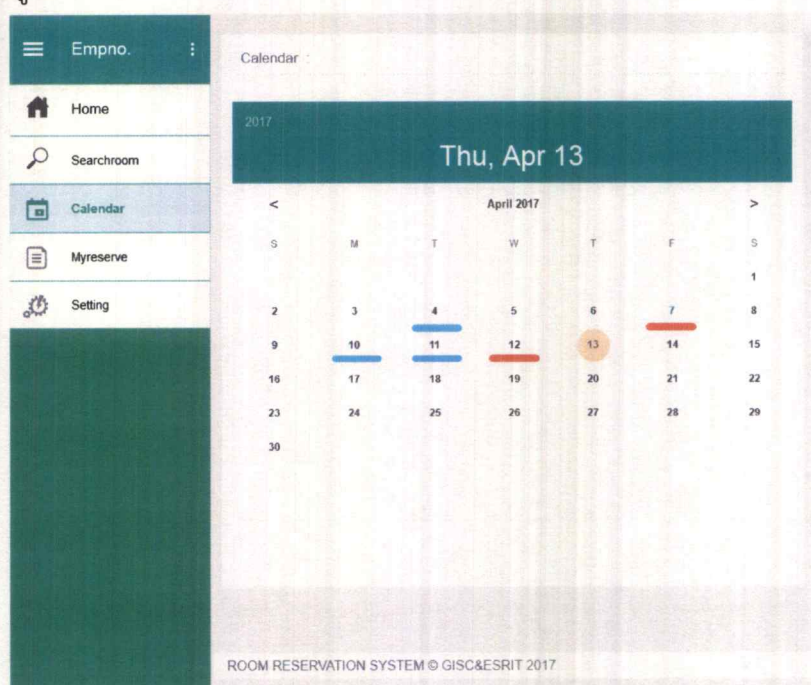 Empno.
Home
Searchroom
Calendar
Myreserve
Setting
Calendar :
2017
Thu, Apr 13
< April 2017 >
S M T W T F S
1
2 3 4 5 6 7 8
9 10 11 12 13 14 15
16 17 18 19 20 21 22
23 24 25 26 27 28 29
30
ROOM RESERVATION SYSTEM © GISC&ESRIT 2017